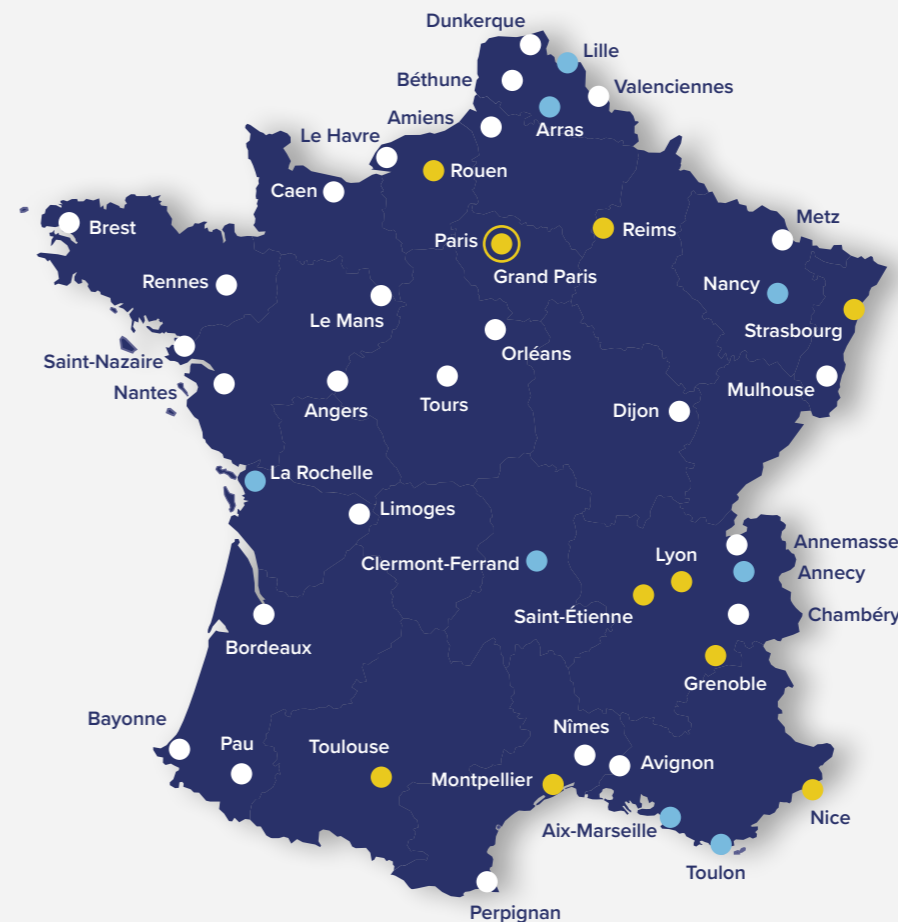 Dunkerque
Lille
Béthune
Valenciennes
Amiens
Arras
Le Havre
Rouen
Caen
Brest
Paris
Reims
Metz
Grand Paris
Rennes
Nancy
Le Mans
Strasbourg
Orléans
Saint-Nazaire
Nantes
Angers
Tours
Dijon
Mulhouse
La Rochelle
Limoges
Annemasse
Lyon
Clermont-Ferrand
Annecy
Saint-Étienne
Chambéry
Bordeaux
Grenoble
Bayonne
Pau
Toulouse
Nîmes
Avignon
Montpellier
Nice
Aix-Marseille
Toulon
Perpignan